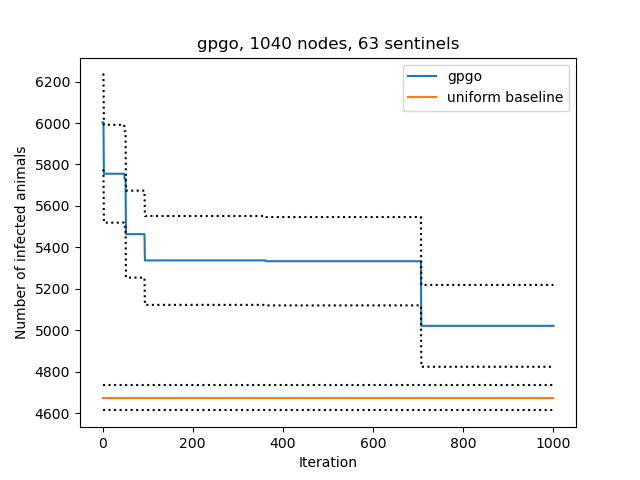 gpgo, 1040 nodes, 63 sentinels
gpgo
uniform baseline
Number of infected animals
6200
6000
5800
5600
5400
5200
5000
4800
4600
0 200 400 600 800 1000
Iteration